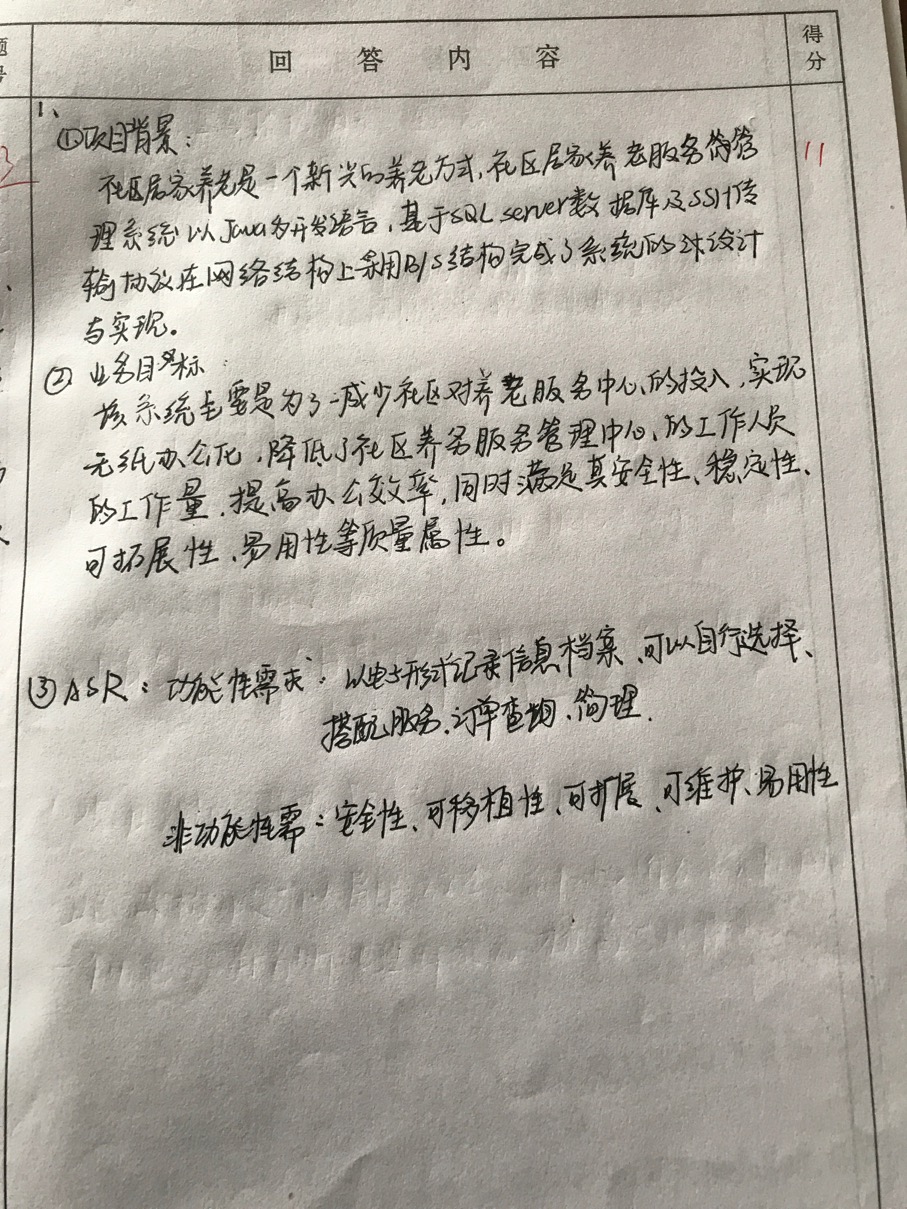 题号 回答内容 得分
1、
①项目背景：
11
社区居家养老是一个新兴的养老方式，社区居家养老服务管
理系统以Java为开发语言，基于SQL server数据库及SSH传
输协议在网络结构上采用B/S结构完成了系统的设计
与实现。
② 业务目标：
该系统主要是为了减少社区对养老服务中心的投入，实现
无纸办公化，降低了社区养务服务管理中心的工作人员
的工作量，提高办公效率，同时满足其安全性、稳定性、
可拓展性、易用性等质量属性。
③ ASR：功能性需求：以电子形式记录信息档案、可以自行选择、
搭配服务、订单查询、管理.
非功能性需：安全性、可移植性、可扩展、可维护、易用性